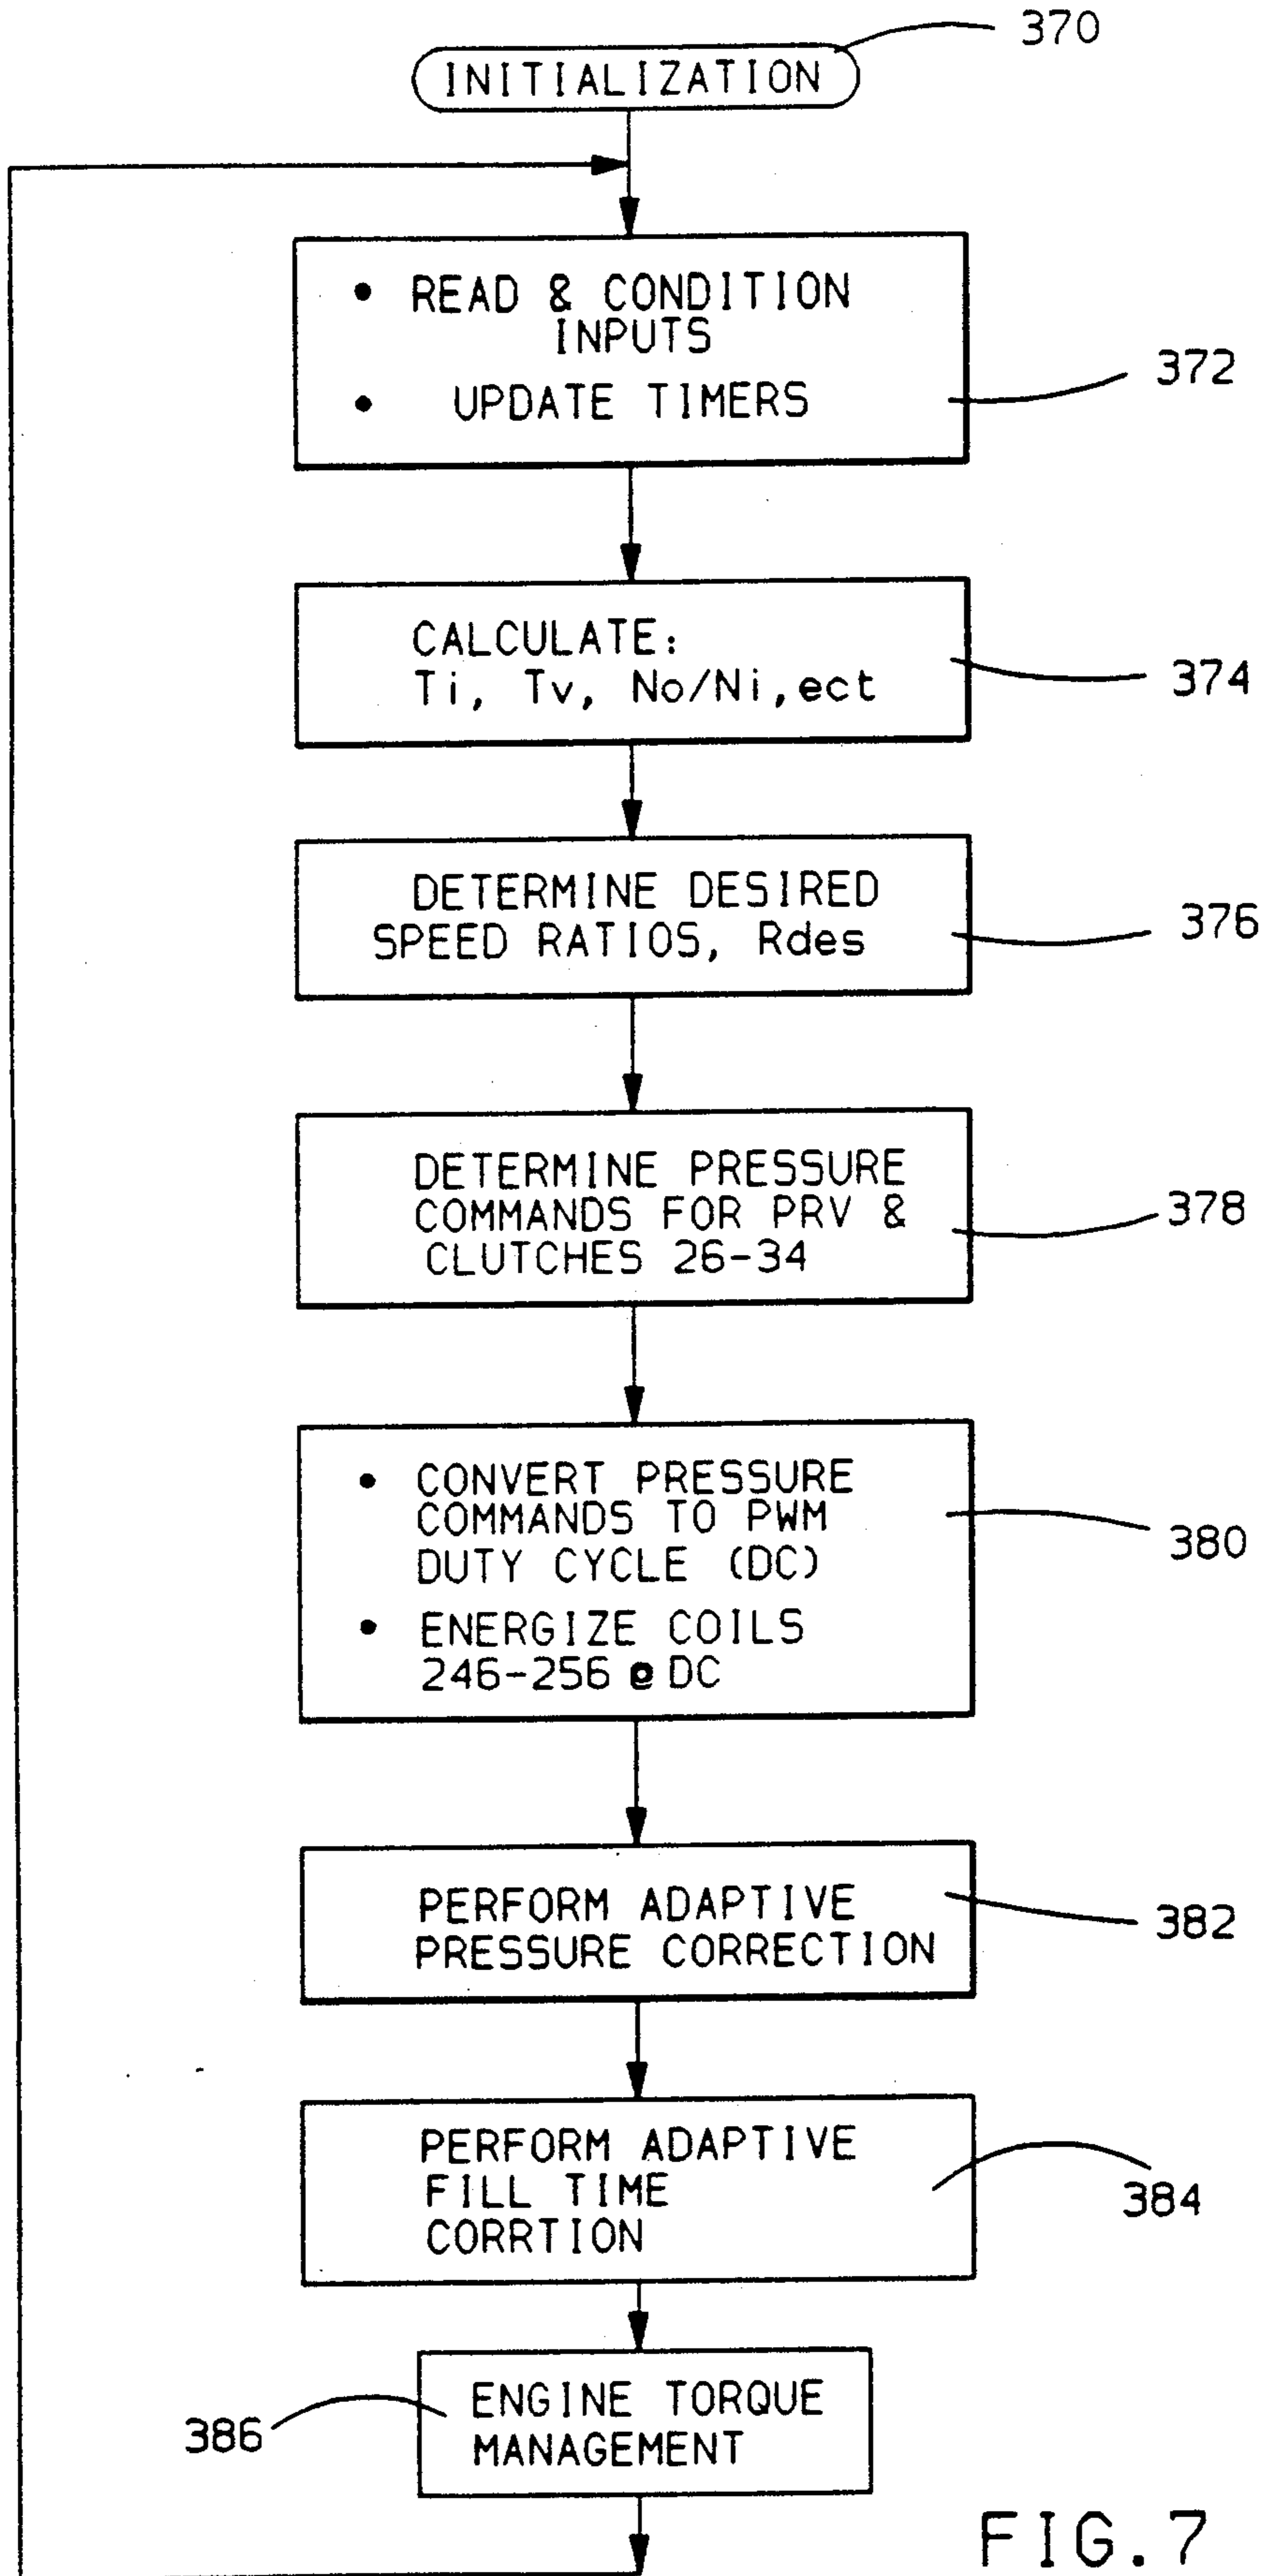 370
INITIALIZATION
• READ & CONDITION
INPUTS
• UPDATE TIMERS
372
CALCULATE:
Ti, Tv, No/Ni,ect
374
DETERMINE DESIRED
SPEED RATIOS, Rdes
376
DETERMINE PRESSURE
COMMANDS FOR PRV &
CLUTCHES 26-34
378
• CONVERT PRESSURE
COMMANDS TO PWM
DUTY CYCLE (DC)
• ENERGIZE COILS
246-256 @ DC
380
PERFORM ADAPTIVE
PRESSURE CORRECTION
382
PERFORM ADAPTIVE
FILL TIME
CORRTION
384
ENGINE TORQUE
MANAGEMENT
386
FIG.7